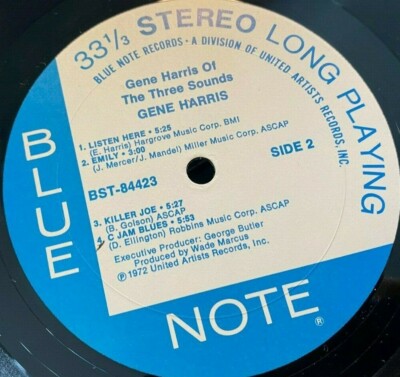 33 1/3 STEREO LONG PLAYING
BLUE NOTE RECORDS • A DIVISION OF UNITED ARTISTS RECORDS, INC.
Gene Harris Of
The Three Sounds
GENE HARRIS
1. LISTEN HERE • 5:25
(E. Harris) Hargrove Music Corp. BMI
2. EMILY • 3:00
(J. Mercer/J. Mandel) Miller Music Corp. ASCAP
SIDE 2
BST-84423
3. KILLER JOE • 5:27
(B. Golson) ASCAP
4. C JAM BLUES • 5:53
(D. Ellington) Robbins Music Corp. ASCAP
Executive Producer: George Butler
Produced by Wade Marcus
℗ 1972 United Artists Records, Inc.
BLUE
NOTE ®